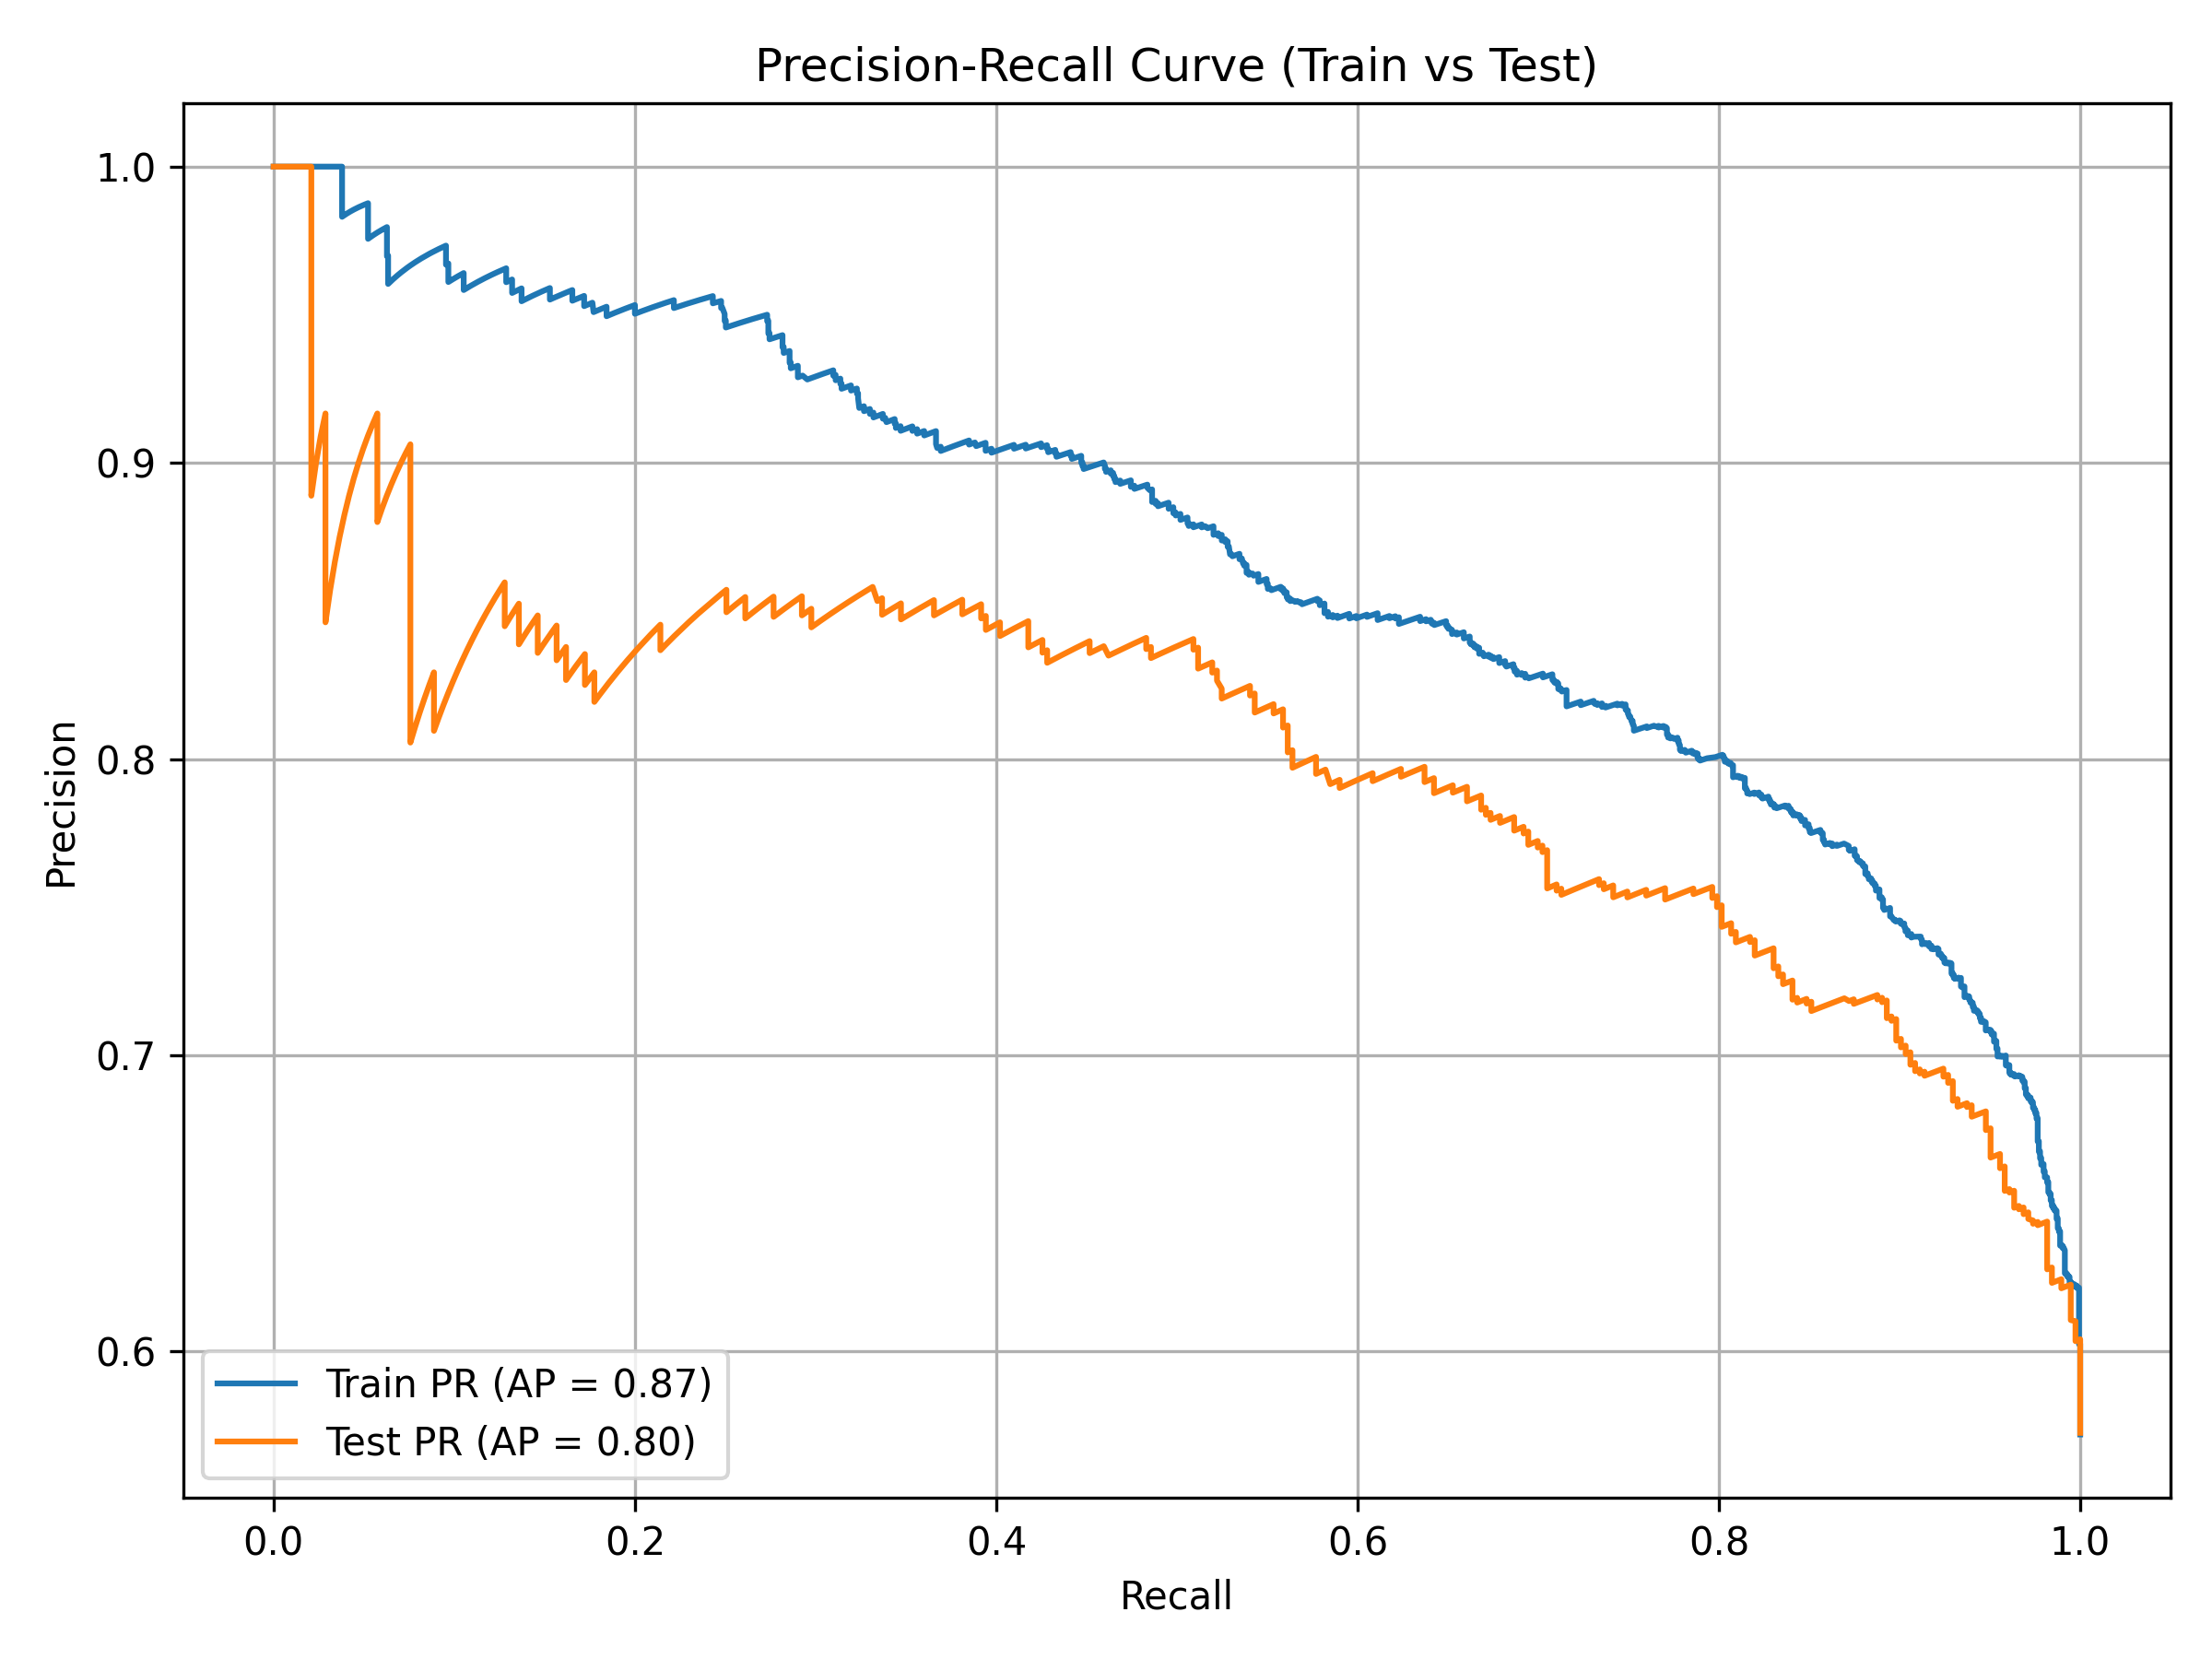 Precision-Recall Curve (Train vs Test)
1.0
0.9
0.8
0.7
0.6
Precision
Train PR (AP = 0.87)
Test PR (AP = 0.80)
0.0 0.2 0.4 0.6 0.8 1.0
Recall